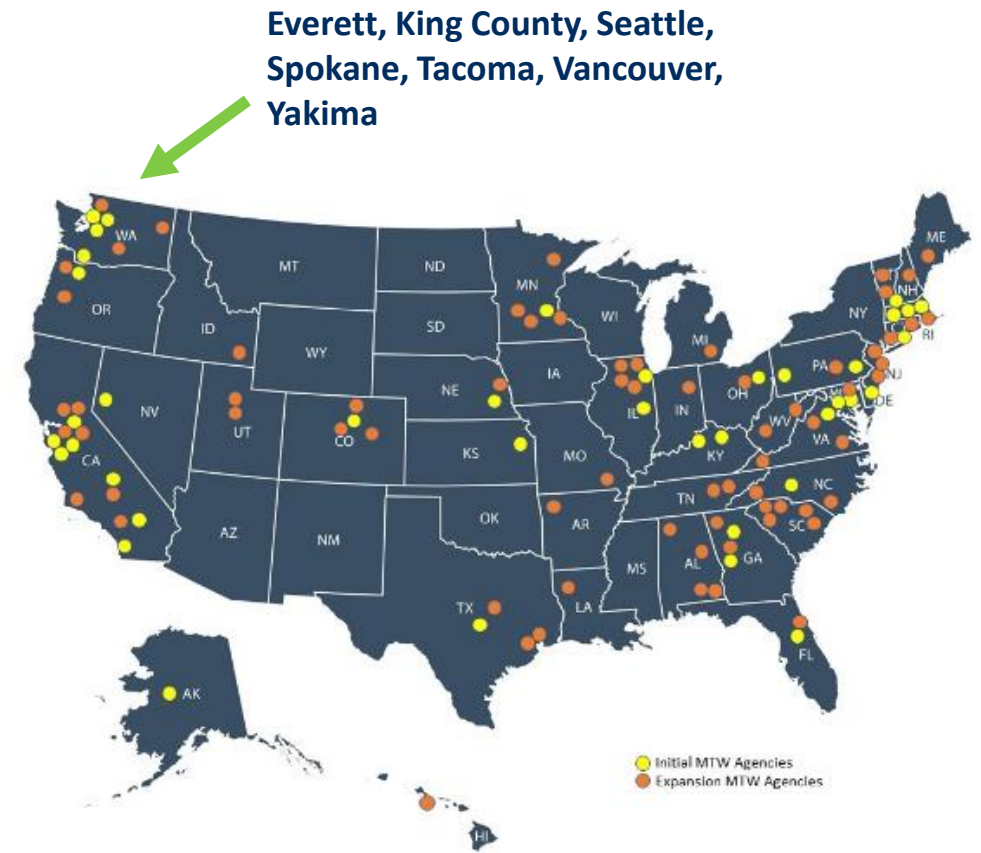 Everett, King County, Seattle,
Spokane, Tacoma, Vancouver,
Yakima
WA
MT
ND
MN
ME
OR
ID
SD
WI
MI
NY
NH
RI
WY
IA
NE
PA
NJ
NV
UT
CO
IL
IN
OH
DE
WV
VA
CA
KS
MO
KY
AZ
NM
OK
AR
TN
NC
SC
TX
LA
MS
AL
GA
FL
AK
HI
Initial MTW Agencies
Expansion MTW Agencies